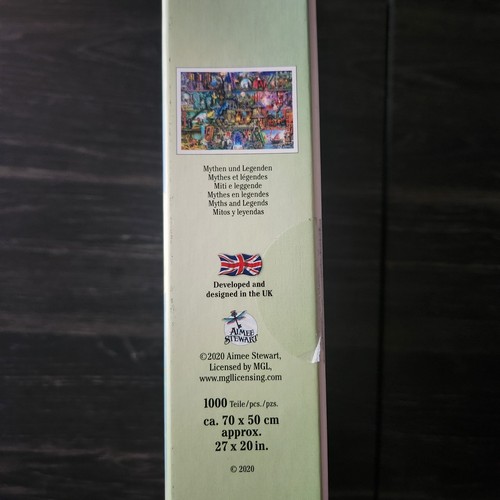 Mythen und Legenden
Mythes et légendes
Miti e leggende
Mythes en legendes
Myths and Legends
Mitos y leyendas
Developed and
designed in the UK
AIMEE
STEWART
©2020 Aimee Stewart,
Licensed by MGL,
www.mgllicensing.com
1000 Teile/pcs./pzs.
ca. 70 x 50 cm
approx.
27 x 20 in.
© 2020